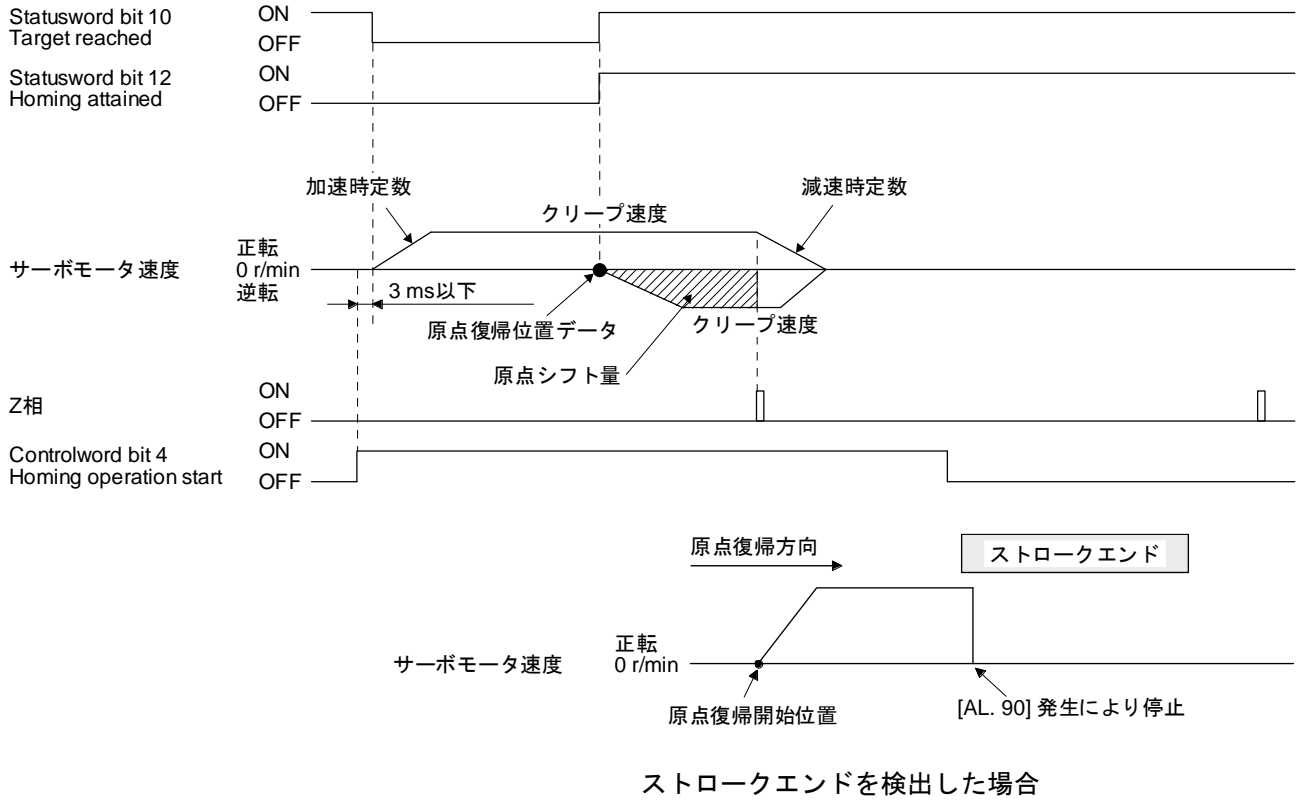 Statusword bit 10
Target reached
ON
OFF
Statusword bit 12
Homing attained
ON
OFF
加速時定数
クリープ速度
減速時定数
サーボモータ速度
正転
0 r/min
逆転
3 ms以下
原点復帰位置データ
クリープ速度
原点シフト量
Z相
ON
OFF
Controlword bit 4
Homing operation start
ON
OFF
原点復帰方向
ストロークエンド
サーボモータ速度
正転
0 r/min
原点復帰開始位置
[AL. 90] 発生により停止
ストロークエンドを検出した場合